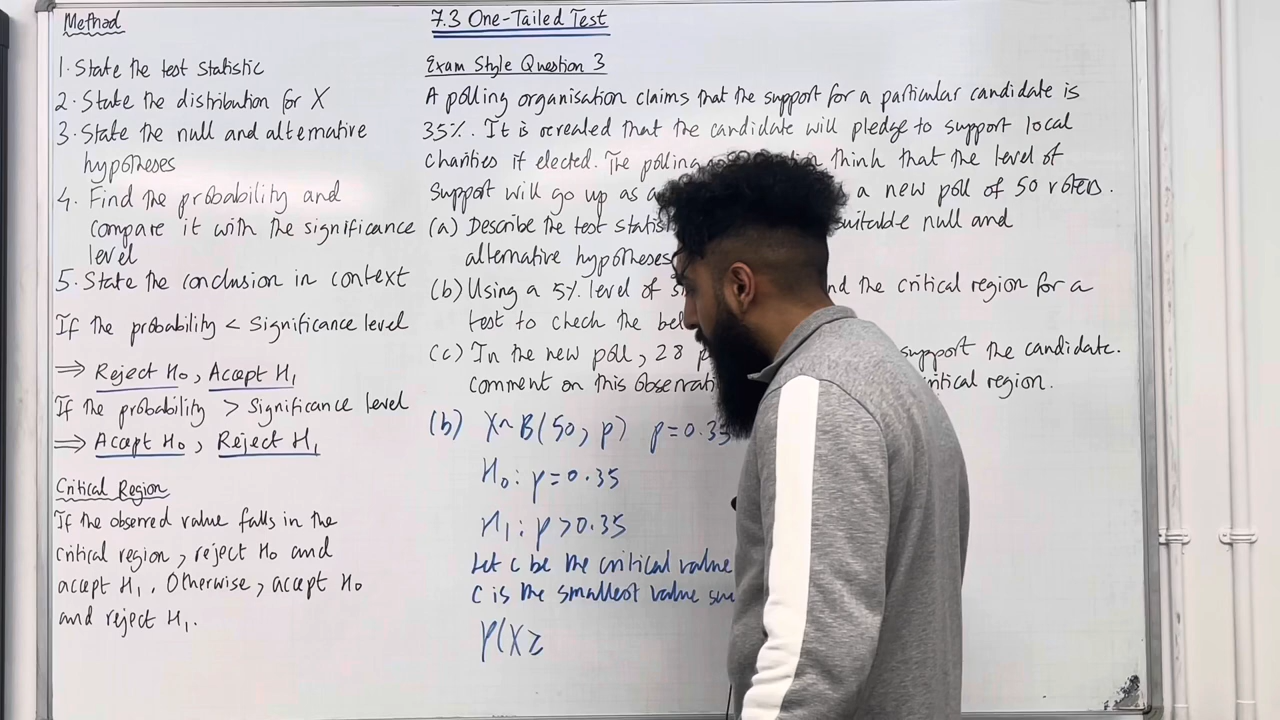 Method
1. State the test statistic
2. State the distribution for X
3. State the null and alternative
hypotheses
4. Find the probability and
compare it with the significance
level
5. State the conclusion in context
If the probability < Significance level
⇒ Reject H₀, Accept H₁
If the probability > Significance level
⇒ Accept H₀, Reject H₁
Critical Region
If the observed value falls in the
critical region, reject H₀ and
accept H₁. Otherwise, accept H₀
and reject H₁.
7.3 One-Tailed Test
Exam Style Question 3
A polling organisation claims that the support for a particular candidate is
35%. It is revealed that the candidate will pledge to support local
charities if elected. The polling think that the level of
support will go up as a new poll of 50 voters.
(a) Describe the test suitable null and
alternative hypotheses
(b) Using a 5% level of the critical region for a
test to check the
(c) In the new poll, 28 support the candidate.
comment on this region.
(b) X~B(50, p) p=0.35
H₀: p=0.35
H₁: p>0.35
Let c be the critical value
c is the smallest value
P(X≥